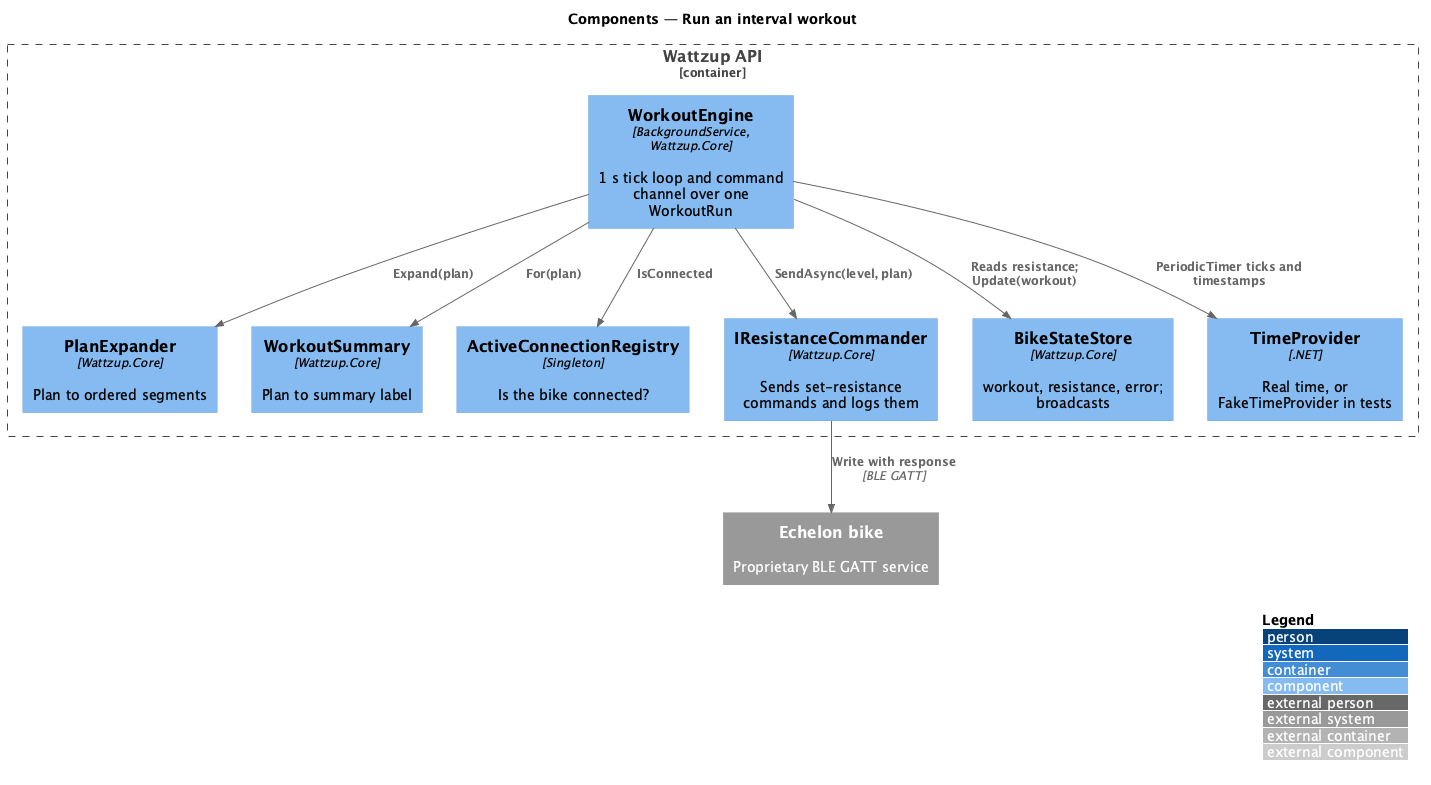 Components — Run an interval workout
Wattzup API
[container]
WorkoutEngine
[BackgroundService,
Wattzup.Core]
1 s tick loop and command
channel over one
WorkoutRun
Expand(plan)
For(plan)
IsConnected
SendAsync(level, plan)
Reads resistance;
Update(workout)
PeriodicTimer ticks and
timestamps
PlanExpander
[Wattzup.Core]
Plan to ordered segments
WorkoutSummary
[Wattzup.Core]
Plan to summary label
ActiveConnectionRegistry
[Singleton]
Is the bike connected?
IResistanceCommander
[Wattzup.Core]
Sends set-resistance
commands and logs them
BikeStateStore
[Wattzup.Core]
workout, resistance, error;
broadcasts
TimeProvider
[.NET]
Real time, or
FakeTimeProvider in tests
Write with response
[BLE GATT]
Echelon bike
Proprietary BLE GATT service
Legend
person
system
container
component
external person
external system
external container
external component